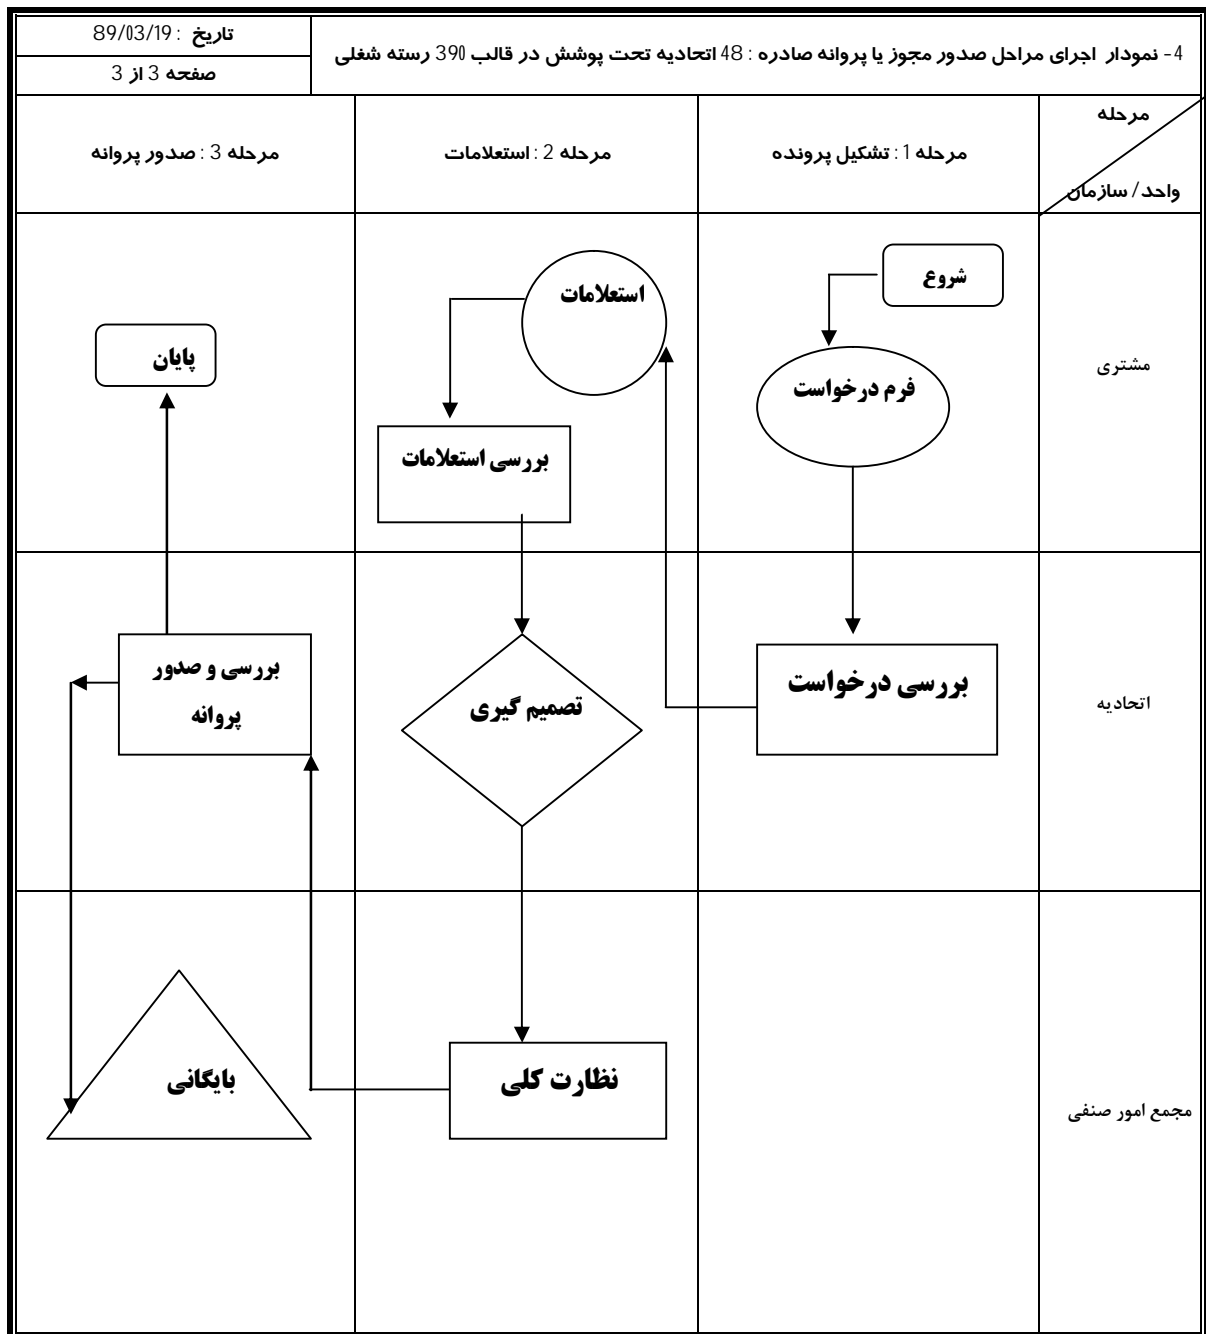 4- نمودار اجرای مراحل صدور مجوز یا پروانه صادره : 48 اتحادیه تحت پوشش در قالب 390 رسته شغلی
تاریخ : 89/03/19
صفحه 3 از 3
مرحله
واحد / سازمان
مرحله 1 : تشکیل پرونده
مرحله 2 : استعلامات
مرحله 3 : صدور پروانه
مشتری
شروع
فرم درخواست
استعلامات
بررسی استعلامات
پایان
اتحادیه
بررسی درخواست
تصمیم گیری
بررسی و صدور
پروانه
مجمع امور صنفی
نظارت کلی
بایگانی